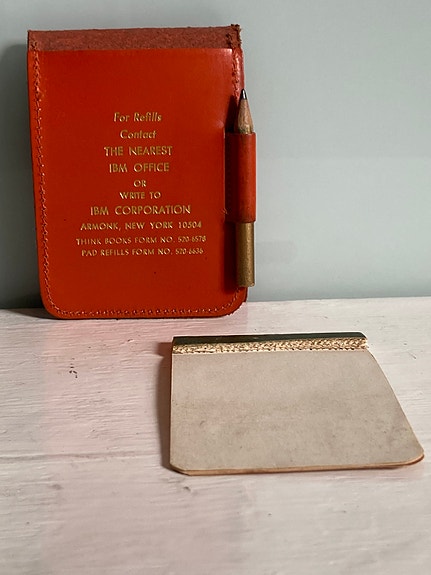 For Refills
Contact
THE NEAREST
IBM OFFICE
OR
WRITE TO
IBM CORPORATION
ARMONK, NEW YORK 10504
THINK BOOKS FORM NO. 520-6578
PAD REFILLS FORM NO. 520-6636